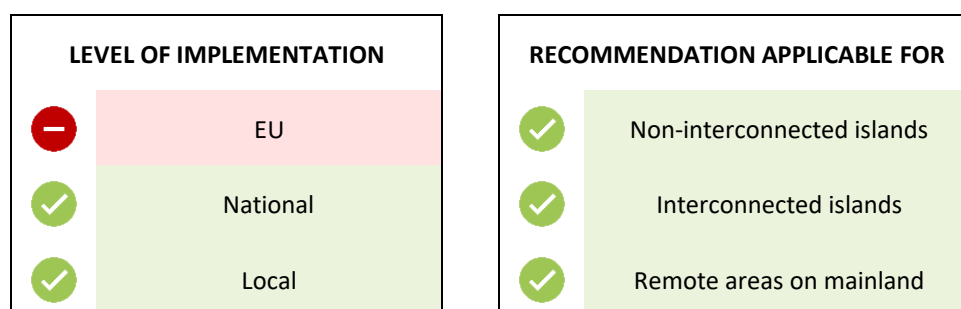 LEVEL OF IMPLEMENTATION
EU
National
Local
RECOMMENDATION APPLICABLE FOR
Non-interconnected islands
Interconnected islands
Remote areas on mainland